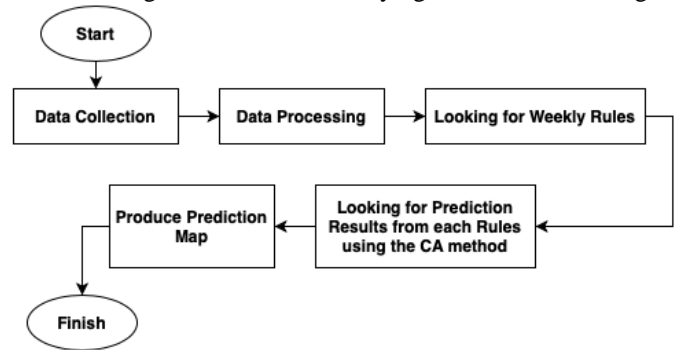 Start
Data Collection
Data Processing
Looking for Weekly Rules
Looking for Prediction
Results from each Rules
using the CA method
Produce Prediction
Map
Finish